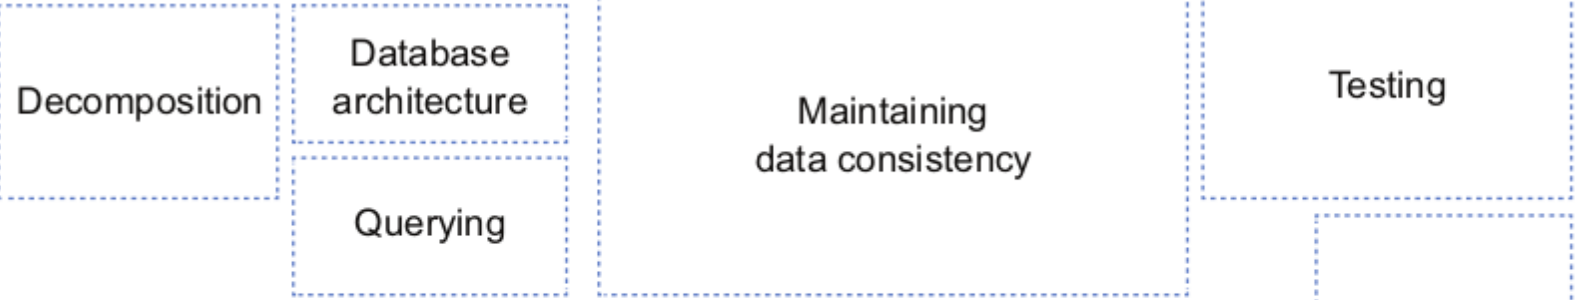 Decomposition
Database
architecture
Querying
Maintaining
data consistency
Testing